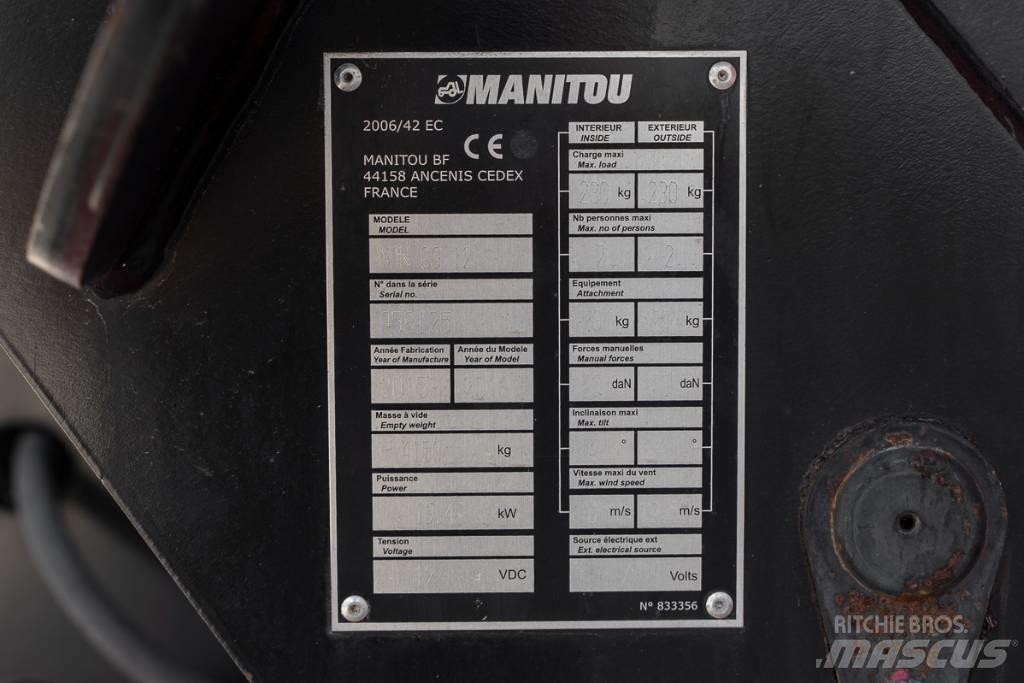 MANITOU
2006/42 EC
CE
MANITOU BF
44158 ANCENIS CEDEX
FRANCE
MODELE
MODEL
N° dans la série
Serial no.
Année Fabrication
Year of Manufacture
Année du Modele
Year of Model
Masse à vide
Empty weight
kg
Puissance
Power
kW
Tension
Voltage
VDC
INTERIEUR
INSIDE
EXTERIEUR
OUTSIDE
Charge maxi
Max. load
230 kg
230 kg
Nb personnes maxi
Max. no of persons
2
2
Equipement
Attachment
kg
kg
Forces manuelles
Manual forces
daN
daN
Inclinaison maxi
Max. tilt
°
°
Vitesse maxi du vent
Max. wind speed
m/s
m/s
Source électrique ext
Ext. electrical source
Volts
N° 833356
RITCHIE BROS.
MASCUS